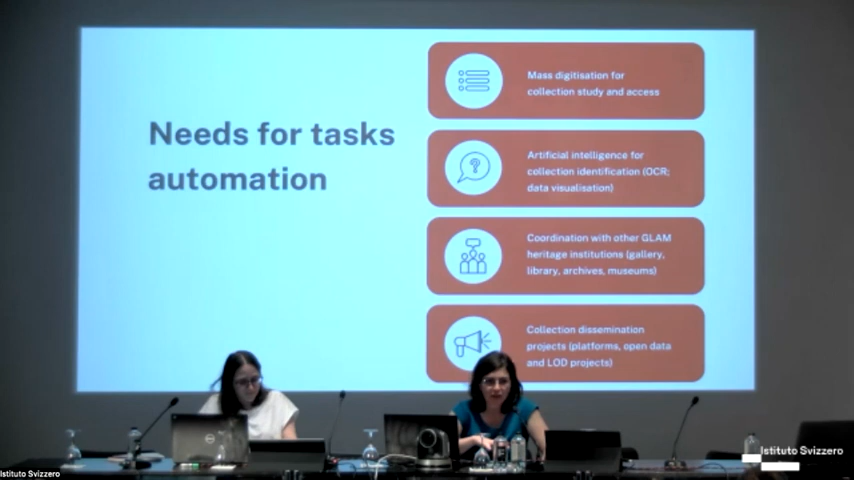 Needs for tasks
automation
Mass digitisation for
collection study and access
Artificial intelligence for
collection identification (OCR;
data visualisation)
Coordination with other GLAM
heritage institutions (gallery,
library, archives, museums)
Collection dissemination
projects (platforms, open data
and LOD projects)
DELL
Istituto Svizzero
Istituto Svizzero